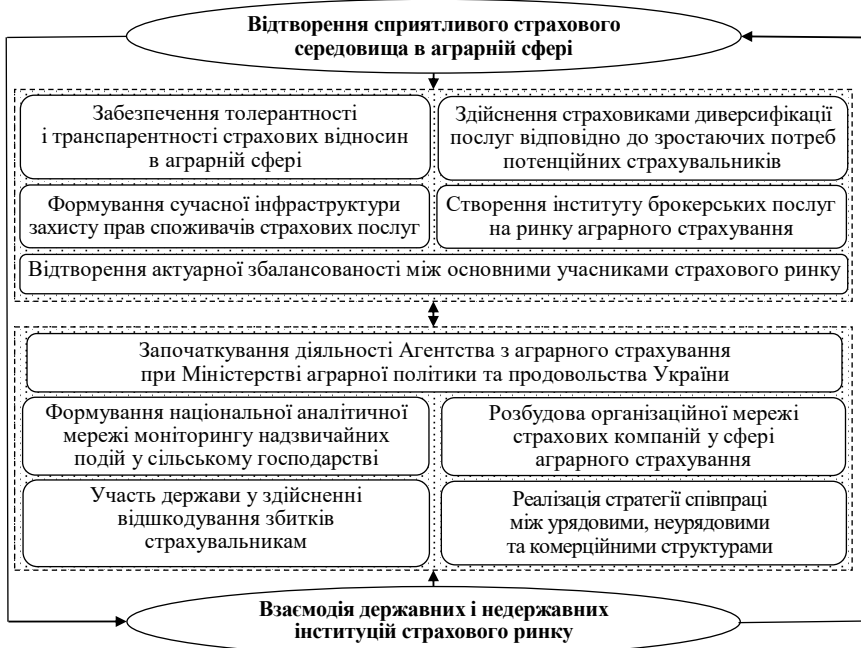 Відтворення сприятливого страхового
середовища в аграрній сфері
Забезпечення толерантності
і транспарентності страхових відносин
в аграрній сфері
Здійснення страховиками диверсифікації
послуг відповідно до зростаючих потреб
потенційних страхувальників
Формування сучасної інфраструктури
захисту прав споживачів страхових послуг
Створення інституту брокерських послуг
на ринку аграрного страхування
Відтворення актуарної збалансованості між основними учасниками страхового ринку
Започаткування діяльності Агентства з аграрного страхування
при Міністерстві аграрної політики та продовольства України
Формування національної аналітичної
мережі моніторингу надзвичайних
подій у сільському господарстві
Розбудова організаційної мережі
страхових компаній у сфері
аграрного страхування
Участь держави у здійсненні
відшкодування збитків
страхувальникам
Реалізація стратегії співпраці
між урядовими, неурядовими
та комерційними структурами
Взаємодія державних і недержавних
інституцій страхового ринку